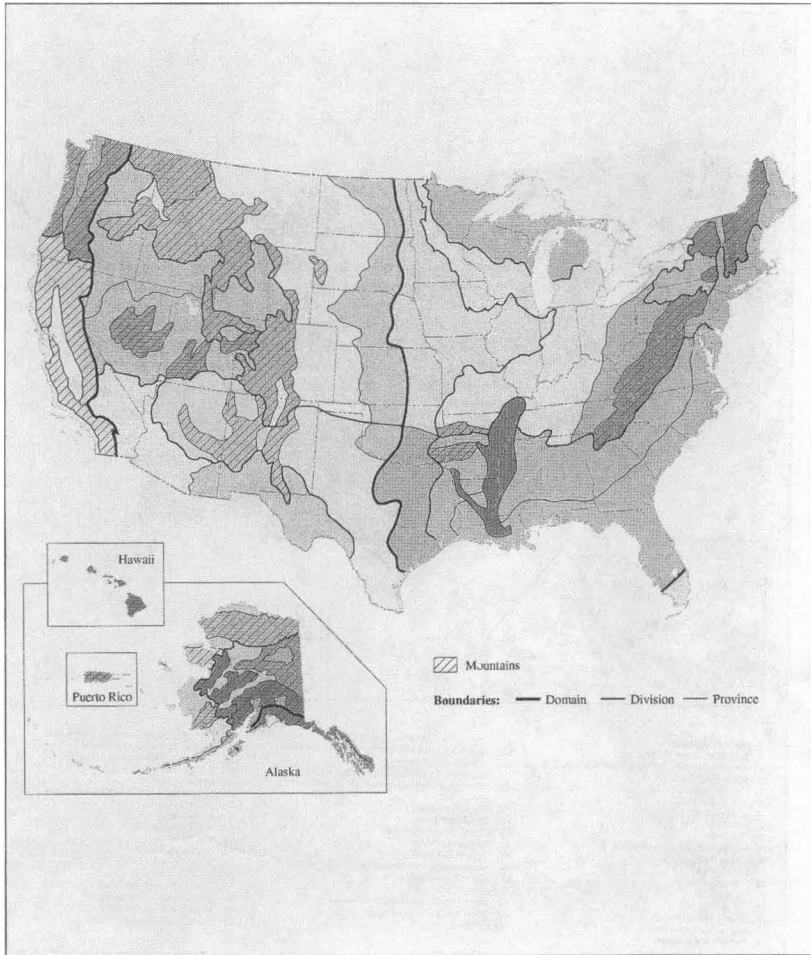 Hawaii
Puerto Rico
Alaska
Mountains
Boundaries: Domain Division Province